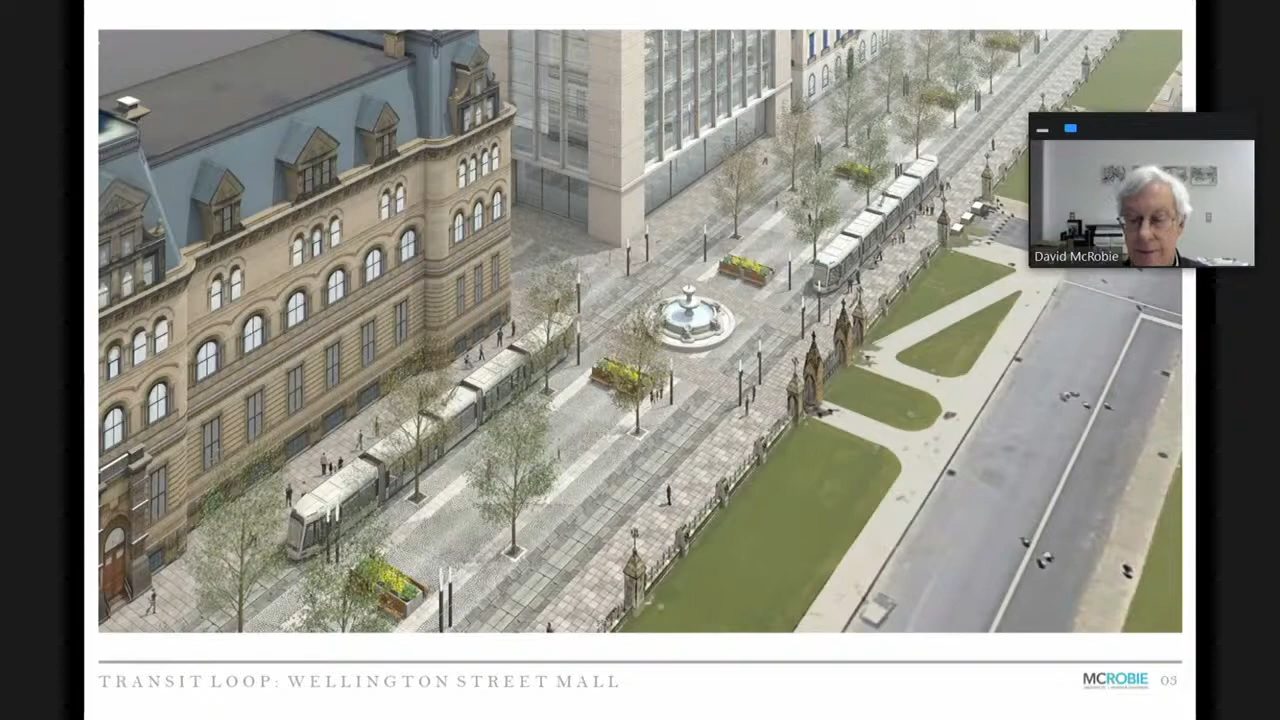 David McRobie
TRANSIT LOOP: WELLINGTON STREET MALL
MCROBIE
03